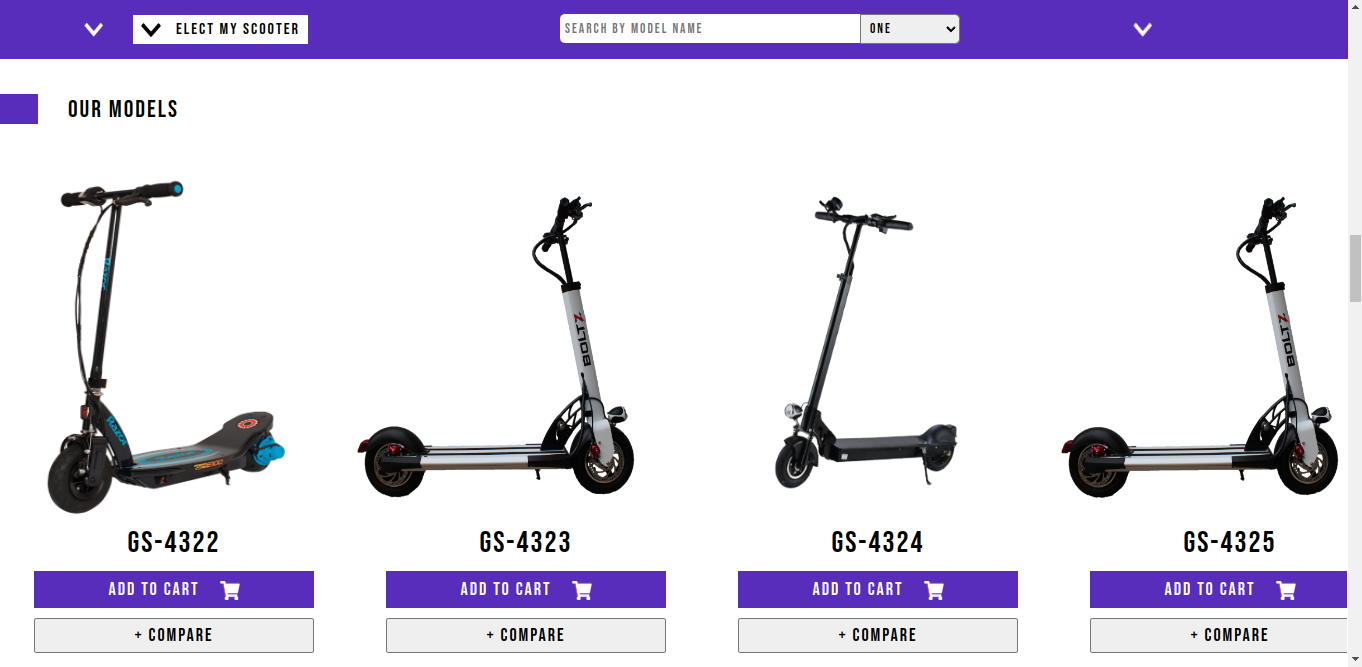 ELECT MY SCOOTER
SEARCH BY MODEL NAME
ONE
OUR MODELS
BOLTZ
BOLTZ
GS-4322
GS-4323
GS-4324
GS-4325
ADD TO CART
ADD TO CART
ADD TO CART
ADD TO CART
+ COMPARE
+ COMPARE
+ COMPARE
+ COMPARE